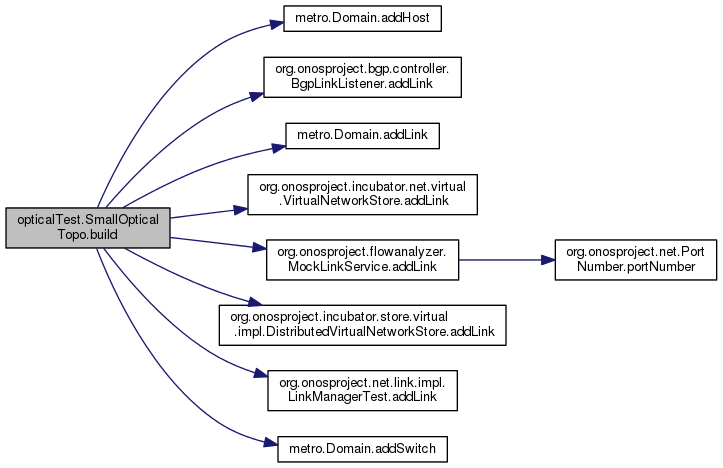 metro.Domain.addHost
org.onosproject.bgp.controller.
BgpLinkListener.addLink
metro.Domain.addLink
org.onosproject.incubator.net.virtual
.VirtualNetworkStore.addLink
opticalTest.SmallOptical
Topo.build
org.onosproject.flowanalyzer.
MockLinkService.addLink
org.onosproject.net.Port
Number.portNumber
org.onosproject.incubator.store.virtual
.impl.DistributedVirtualNetworkStore.addLink
org.onosproject.net.link.impl.
LinkManagerTest.addLink
metro.Domain.addSwitch